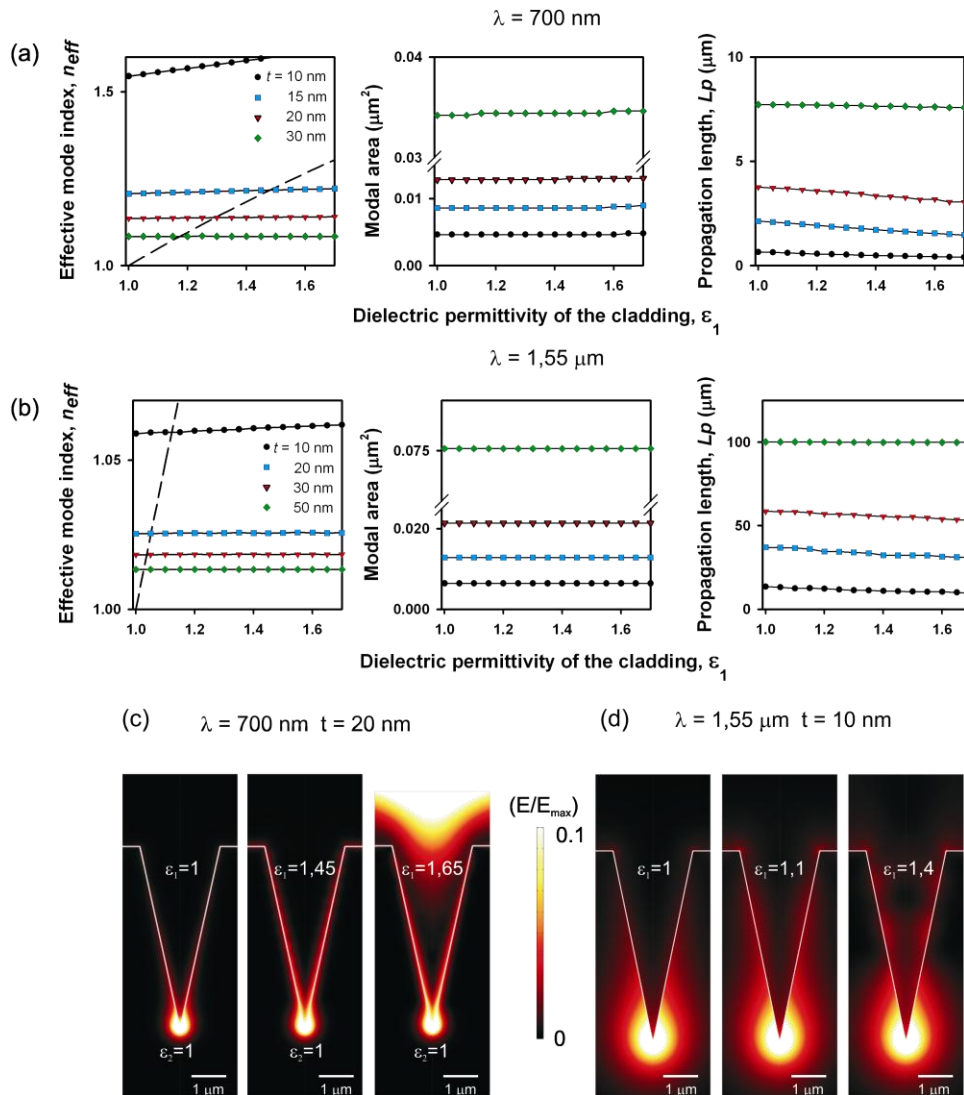 λ = 700 nm
(a)
Effective mode index, neff
1.5
1.0
t = 10 nm
15 nm
20 nm
30 nm
1.0 1.2 1.4 1.6
Modal area (μm²)
0.04
0.03
0.01
0.00
1.0 1.2 1.4 1.6
Propagation length, Lp (μm)
10
5
0
1.0 1.2 1.4 1.6
Dielectric permittivity of the cladding, ε₁
λ = 1,55 μm
(b)
Effective mode index, neff
1.05
1.00
t = 10 nm
20 nm
30 nm
50 nm
1.0 1.2 1.4 1.6
Modal area (μm²)
0.075
0.020
0.000
1.0 1.2 1.4 1.6
Propagation length, Lp (μm)
100
50
0
1.0 1.2 1.4 1.6
Dielectric permittivity of the cladding, ε₁
(c)
λ = 700 nm t = 20 nm
ε₁=1
ε₂=1
1 μm
ε₁=1,45
ε₂=1
1 μm
ε₁=1,65
ε₂=1
1 μm
(E/Emax)
0.1
0
(d)
λ = 1,55 μm t = 10 nm
ε₁=1
1 μm
ε₁=1,1
1 μm
ε₁=1,4
1 μm